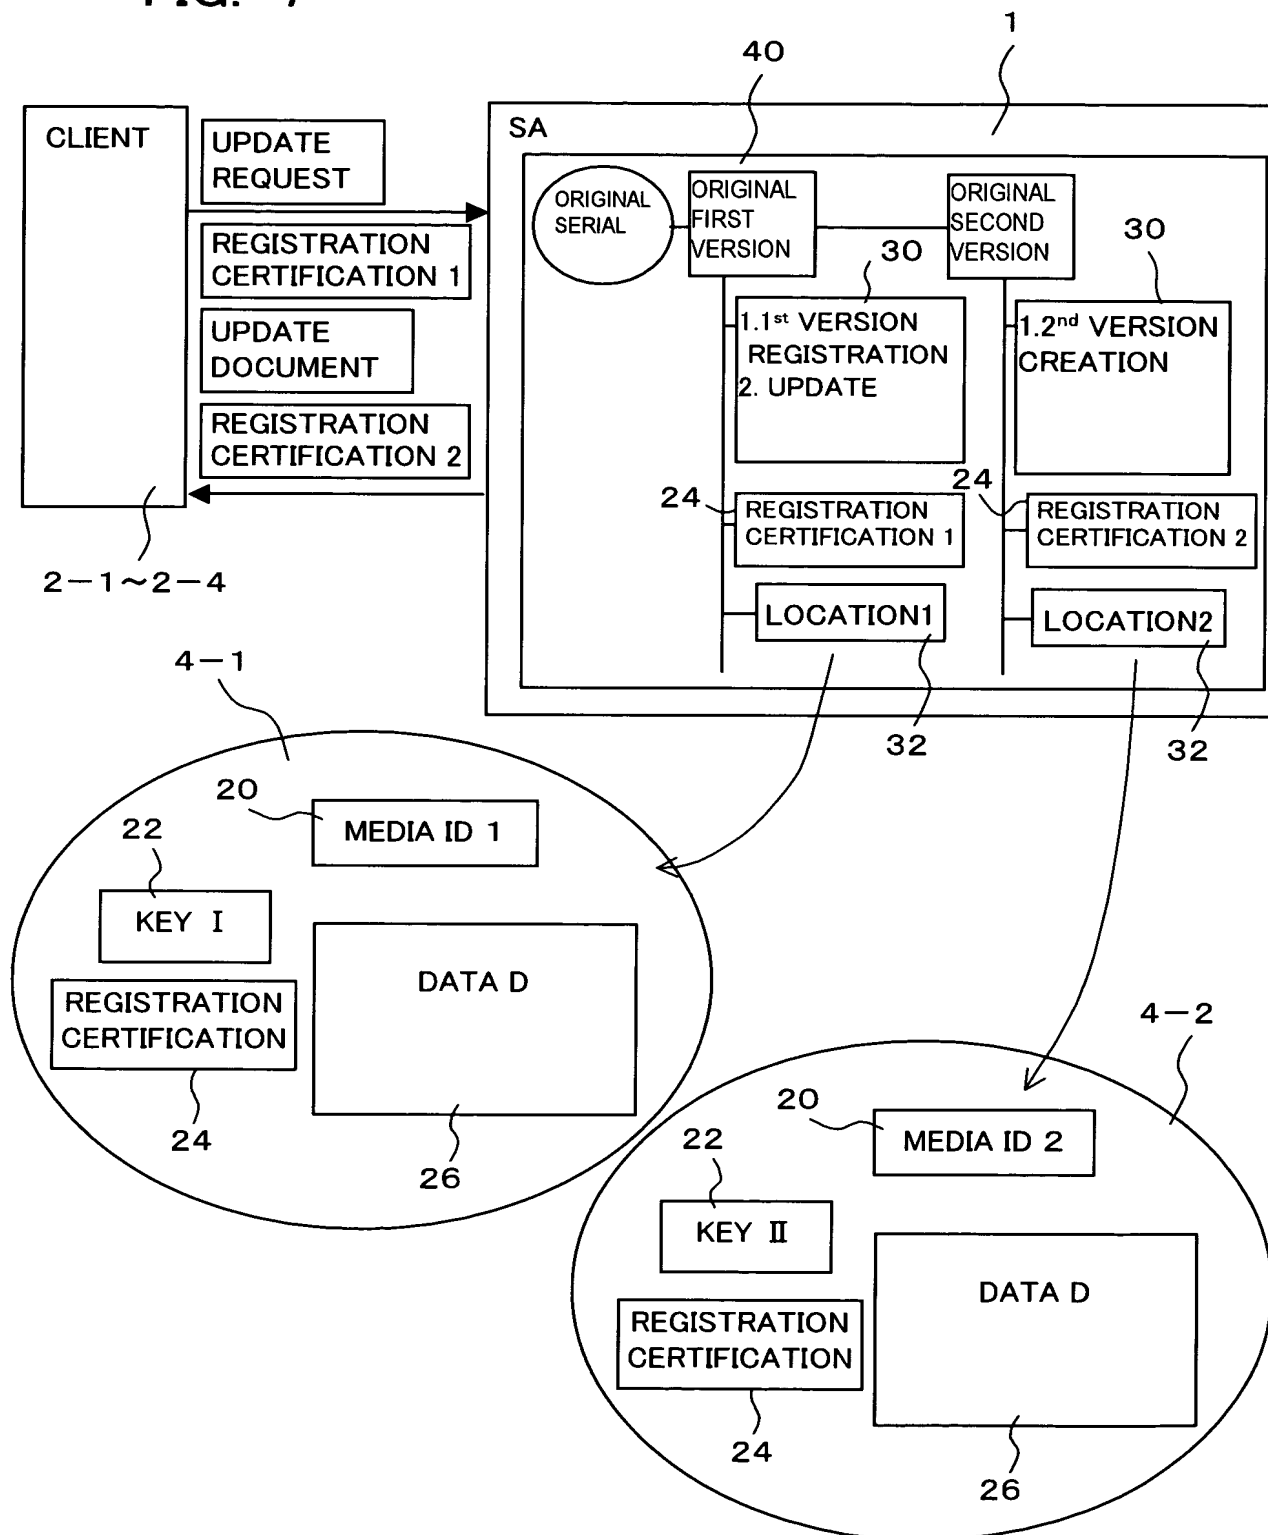 FIG. 7
1
40
CLIENT
UPDATE
REQUEST
REGISTRATION
CERTIFICATION 1
UPDATE
DOCUMENT
REGISTRATION
CERTIFICATION 2
2-1~2-4
SA
ORIGINAL
SERIAL
ORIGINAL
FIRST
VERSION
ORIGINAL
SECOND
VERSION
30
30
1.1st VERSION
REGISTRATION
2. UPDATE
1.2nd VERSION
CREATION
24
REGISTRATION
CERTIFICATION 1
24
REGISTRATION
CERTIFICATION 2
LOCATION1
LOCATION2
32
32
4-1
20
MEDIA ID 1
22
KEY I
REGISTRATION
CERTIFICATION
24
DATA D
26
4-2
20
MEDIA ID 2
22
KEY II
REGISTRATION
CERTIFICATION
24
DATA D
26